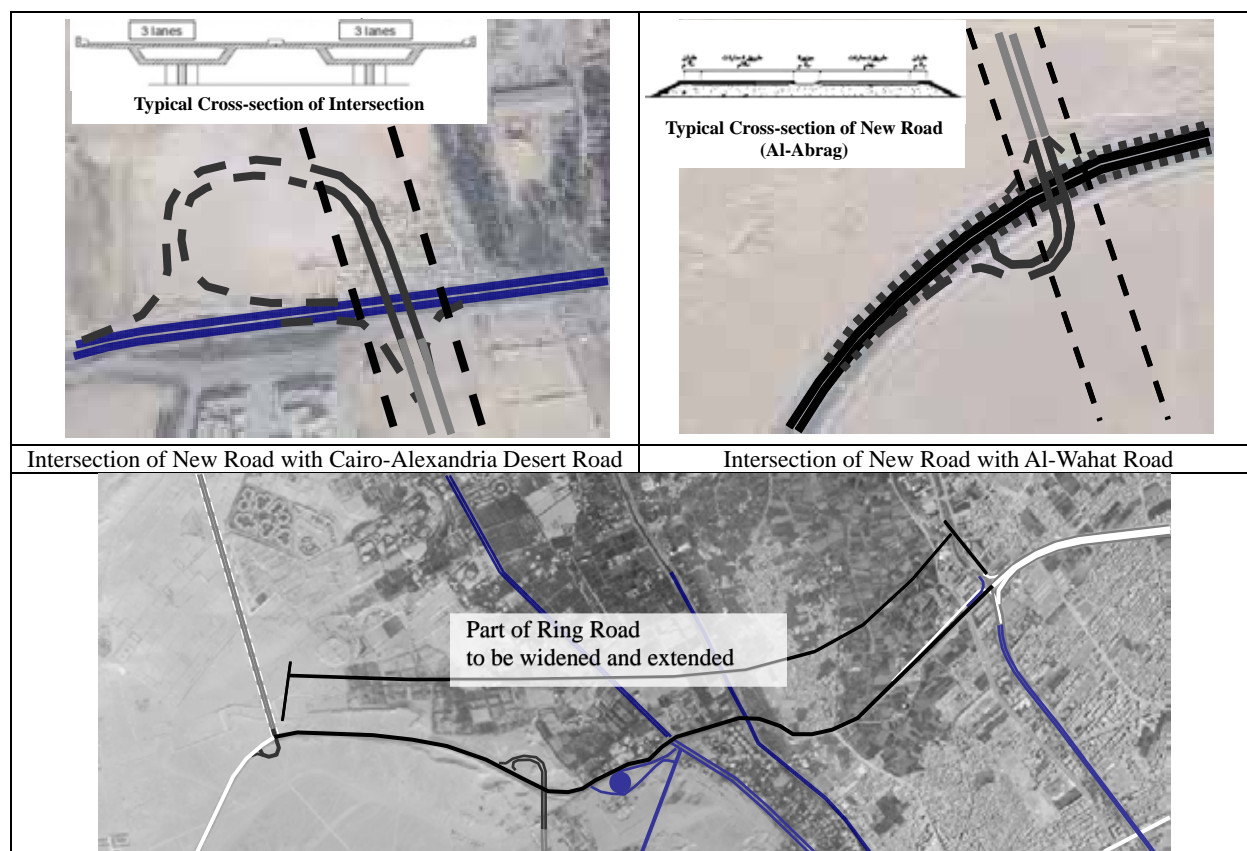 3 lanes
3 lanes
Typical Cross-section of Intersection
Typical Cross-section of New Road
(Al-Abrag)
Intersection of New Road with Cairo-Alexandria Desert Road
Intersection of New Road with Al-Wahat Road
Part of Ring Road
to be widened and extended